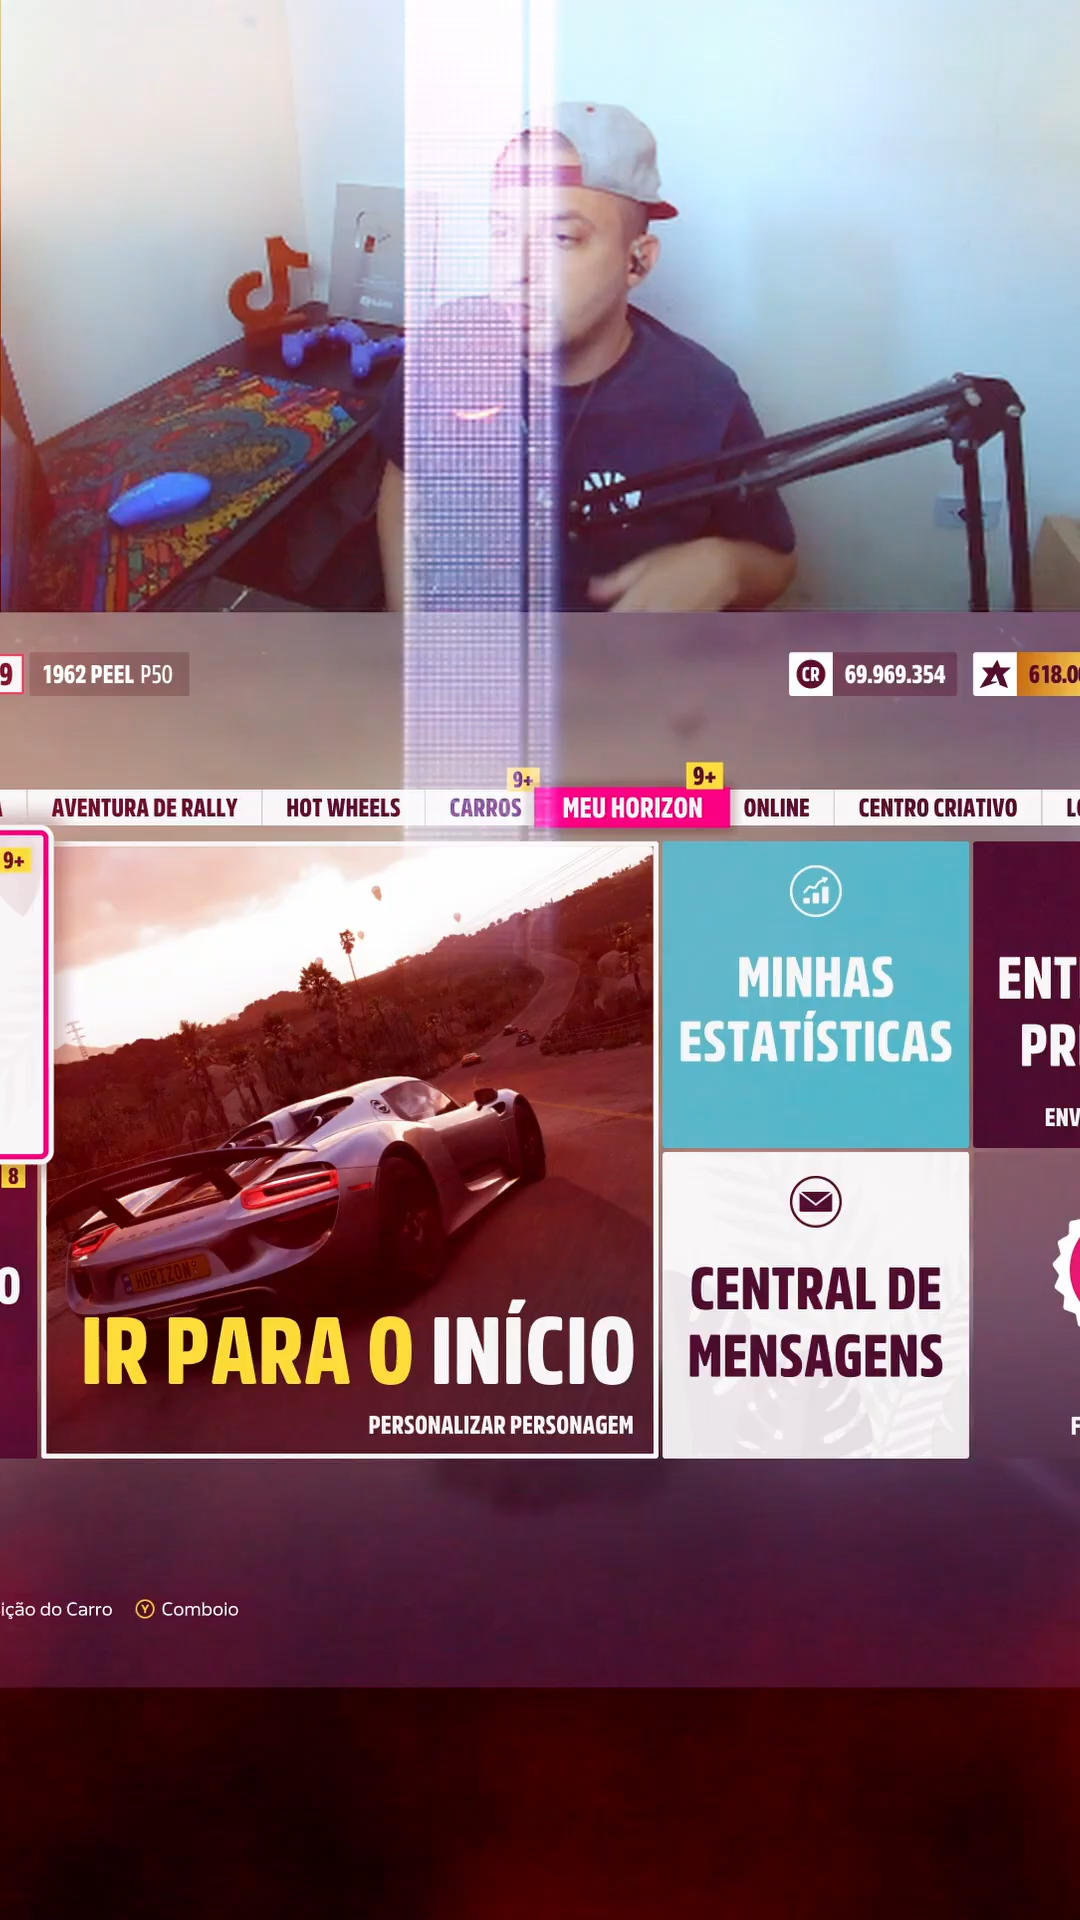 9
1962 PEEL P50
CR
69.969.354
618.0
9+
9+
AVENTURA DE RALLY
HOT WHEELS
CARROS
MEU HORIZON
ONLINE
CENTRO CRIATIVO
9+
MINHAS
ESTATÍSTICAS
ENT
PR
ENV
8
O
HORIZON
IR PARA O INÍCIO
PERSONALIZAR PERSONAGEM
CENTRAL DE
MENSAGENS
F
ição do Carro
Y Comboio